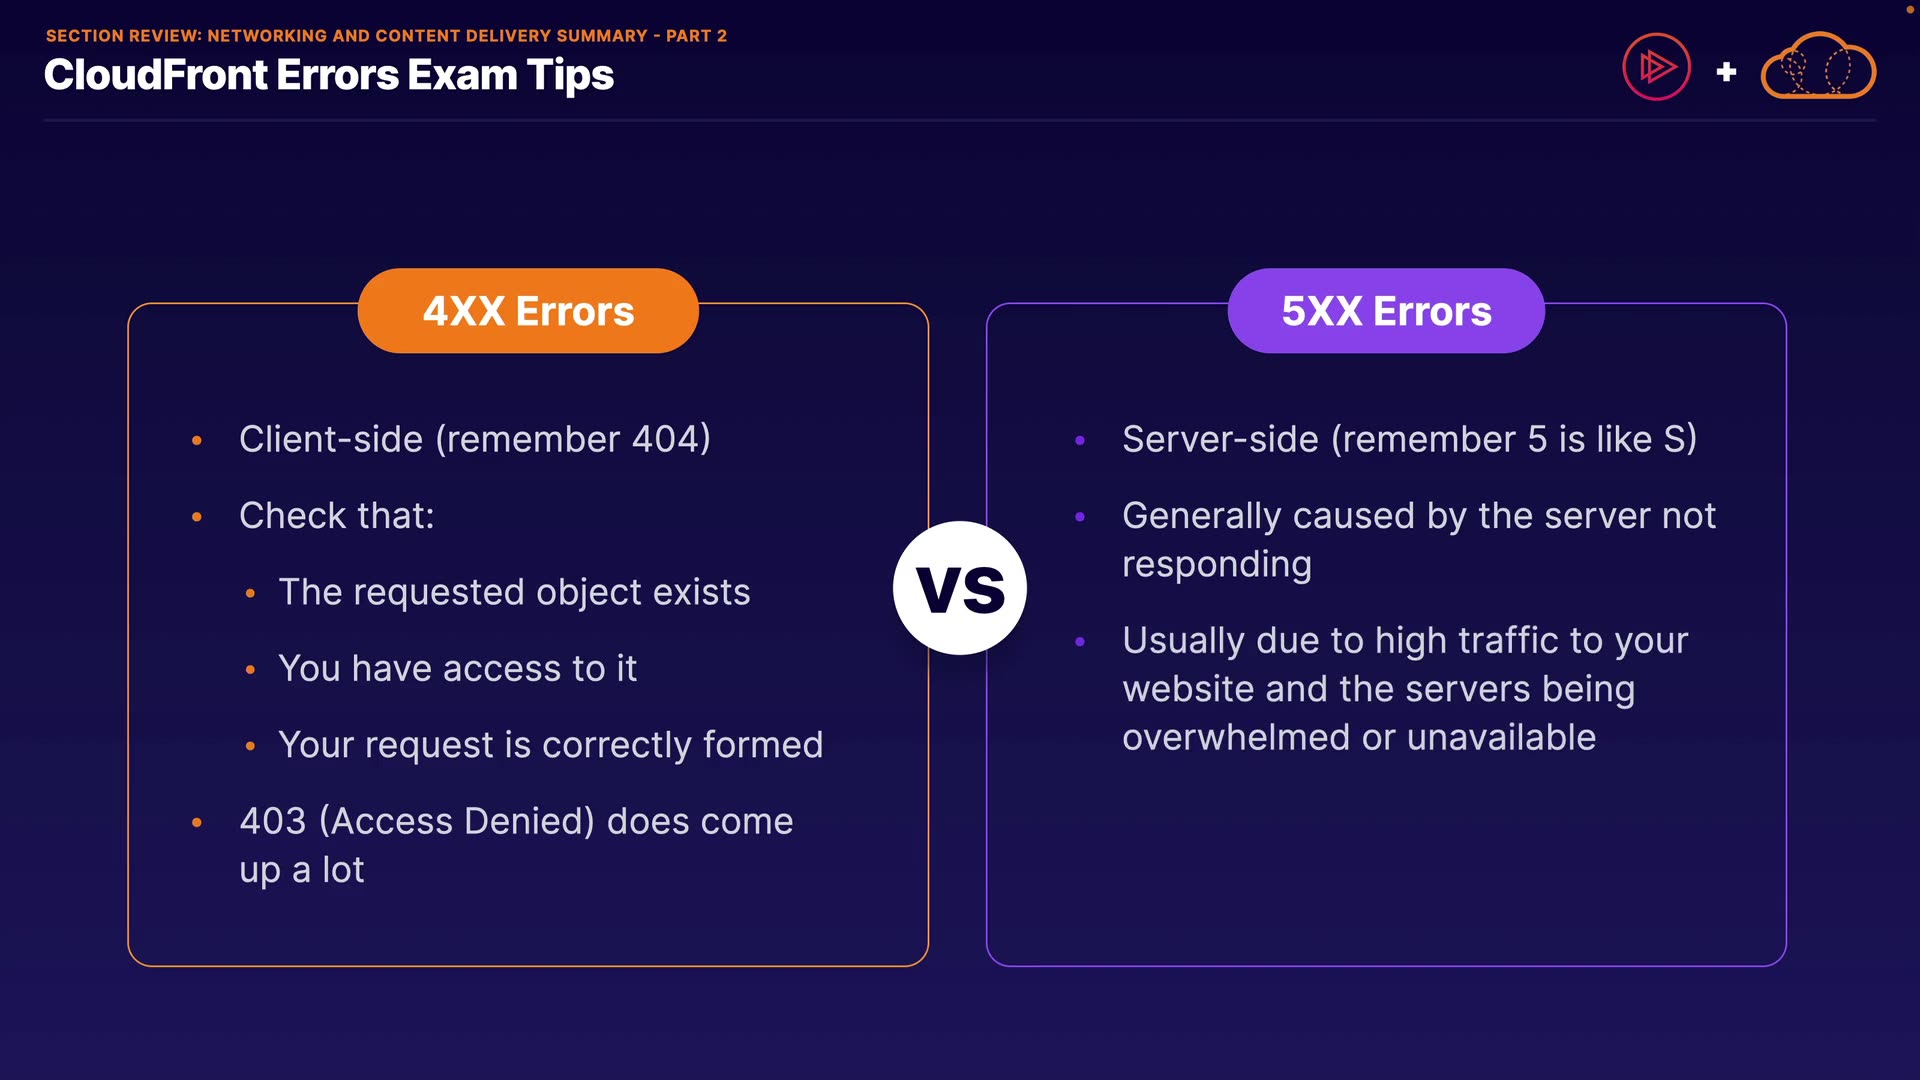 SECTION REVIEW: NETWORKING AND CONTENT DELIVERY SUMMARY - PART 2
CloudFront Errors Exam Tips
+
4XX Errors
• Client-side (remember 404)
• Check that:
• The requested object exists
• You have access to it
• Your request is correctly formed
• 403 (Access Denied) does come
up a lot
VS
5XX Errors
• Server-side (remember 5 is like S)
• Generally caused by the server not
responding
• Usually due to high traffic to your
website and the servers being
overwhelmed or unavailable